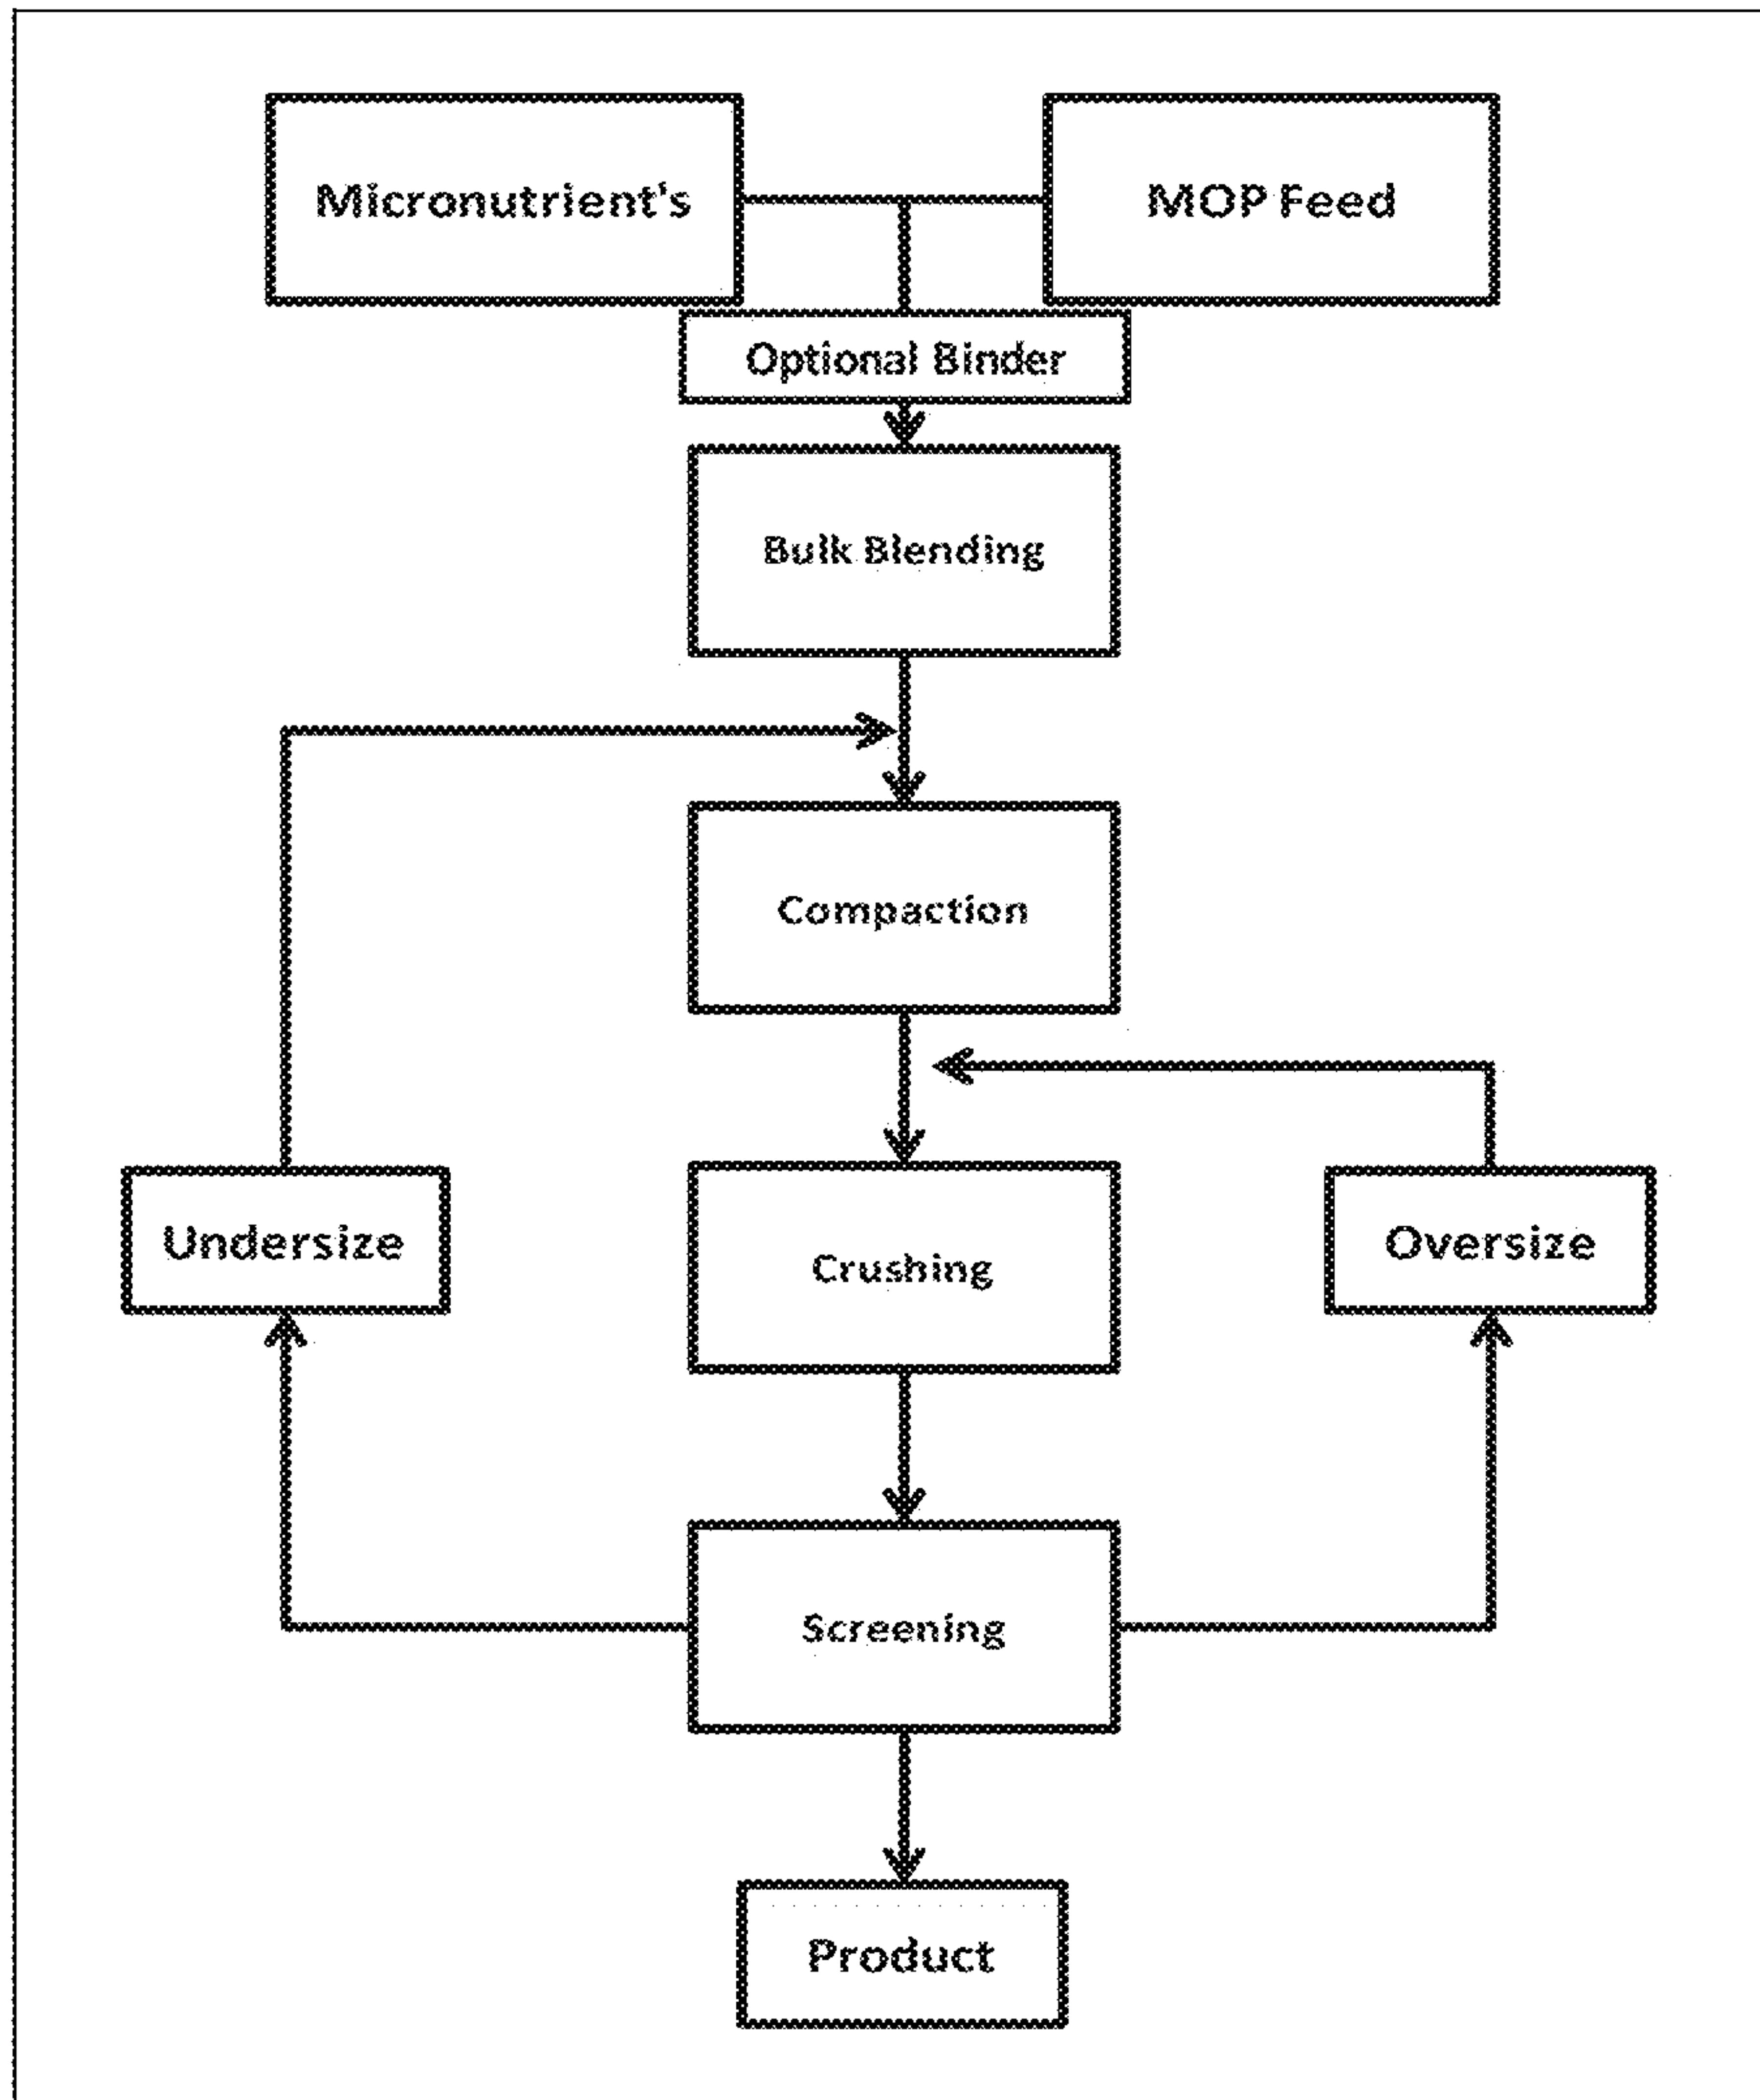 Micronutrient's
MOP Feed
Optional Binder
Bulk Blending
Compaction
Undersize
Crushing
Oversize
Screening
Product